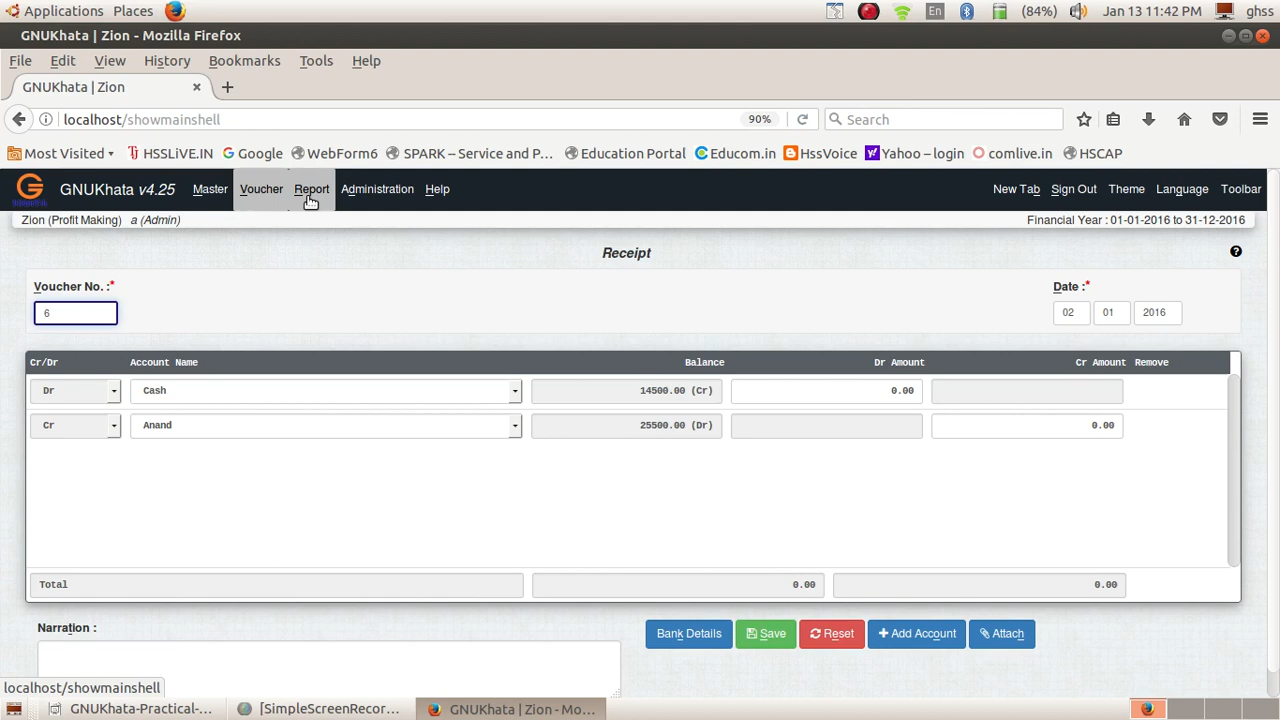 Applications Places En (84%) Jan 13 11:42 PM ghss
GNUKhata | Zion - Mozilla Firefox
File Edit View History Bookmarks Tools Help
GNUKhata | Zion × +
localhost/showmainshell 90% Search
Most Visited HSSLiVE.IN Google WebForm6 SPARK – Service and P... Education Portal Educom.in HssVoice Yahoo – login comlive.in HSCAP
GNUKhata v4.25 Master Voucher Report Administration Help New Tab Sign Out Theme Language Toolbar
Zion (Profit Making) a (Admin) Financial Year : 01-01-2016 to 31-12-2016
Receipt
Voucher No. :* Date :*
6 02 01 2016
Cr/Dr Account Name Balance Dr Amount Cr Amount Remove
Dr Cash 14500.00 (Cr) 0.00
Cr Anand 25500.00 (Dr) 0.00
Total 0.00 0.00
Narration : Bank Details Save Reset + Add Account Attach
localhost/showmainshell
GNUKhata-Practical-... [SimpleScreenRecor... GNUKhata | Zion - Mo...